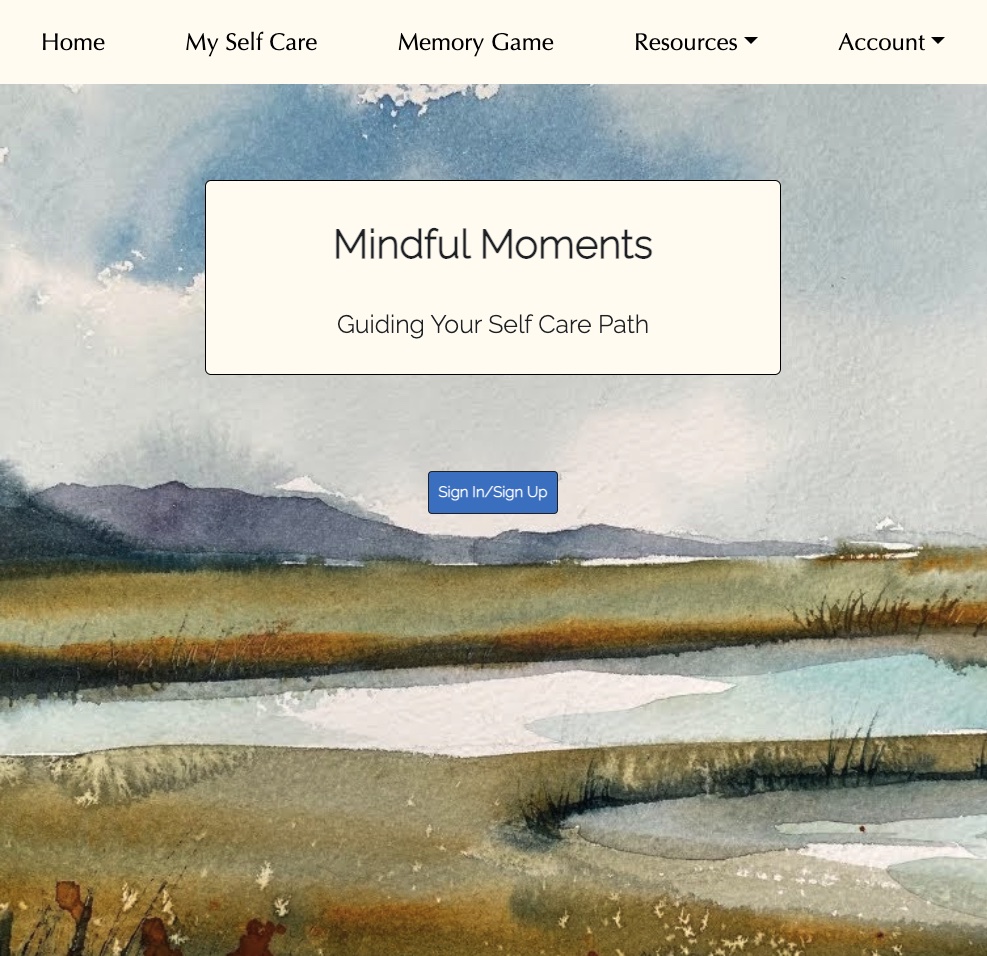 Home My Self Care Memory Game Resources Account
Mindful Moments
Guiding Your Self Care Path
Sign In/Sign Up